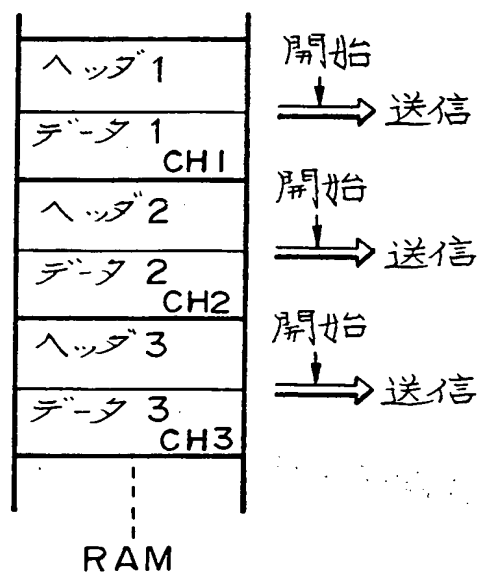 ヘッダ1
開始
送信
データ 1
CH1
ヘッダ2
開始
送信
データ 2
CH2
ヘッダ3
開始
送信
データ 3
CH3
RAM